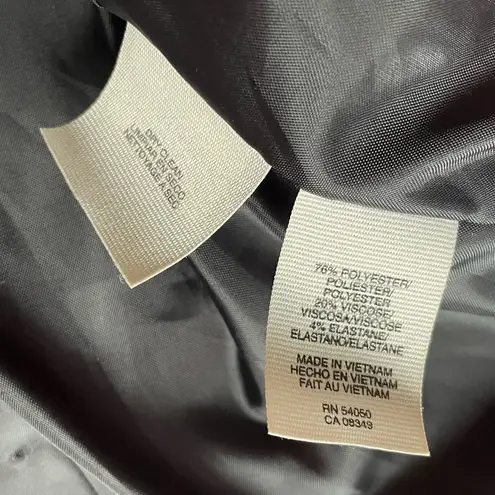 DRY CLEAN
LIMPIAR EN SECO
NETTOYAGE A SEC
76% POLYESTER/
POLIESTER/
POLYESTER
20% VISCOSE/
VISCOSA/VISCOSE
4% ELASTANE/
ELASTANO/ELASTANE
MADE IN VIETNAM
HECHO EN VIETNAM
FAIT AU VIETNAM
RN 54050
CA 08349